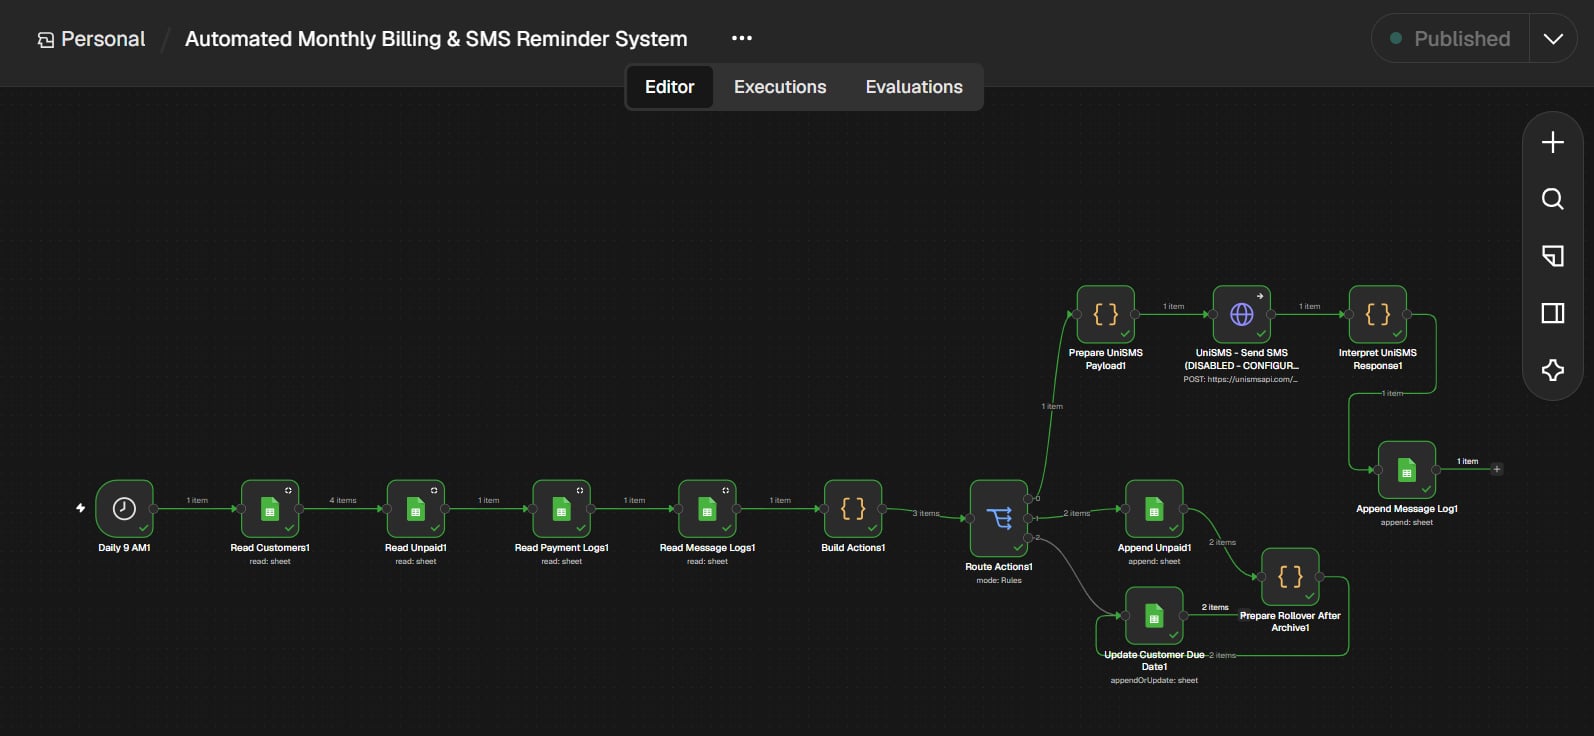 Personal / Automated Monthly Billing & SMS Reminder System ...
Published
Editor Executions Evaluations
Daily 9 AM1
1 item
Read Customers1
read: sheet
4 items
Read Unpaid1
read: sheet
1 item
Read Payment Logs1
read: sheet
1 item
Read Message Logs1
read: sheet
1 item
{ }
Build Actions1
3 items
Route Actions1
mode: Rules
0
1
2
1 item
{ }
Prepare UniSMS
Payload1
1 item
UniSMS - Send SMS
(DISABLED - CONFIGUR...
POST: https://unismsapi.com/...
1 item
{ }
Interpret UniSMS
Response1
1 item
Append Message Log1
append: sheet
1 item
2 items
Append Unpaid1
append: sheet
2 items
{ }
Prepare Rollover After
Archive1
2 items
Update Customer Due
Date1
appendOrUpdate: sheet
2 items